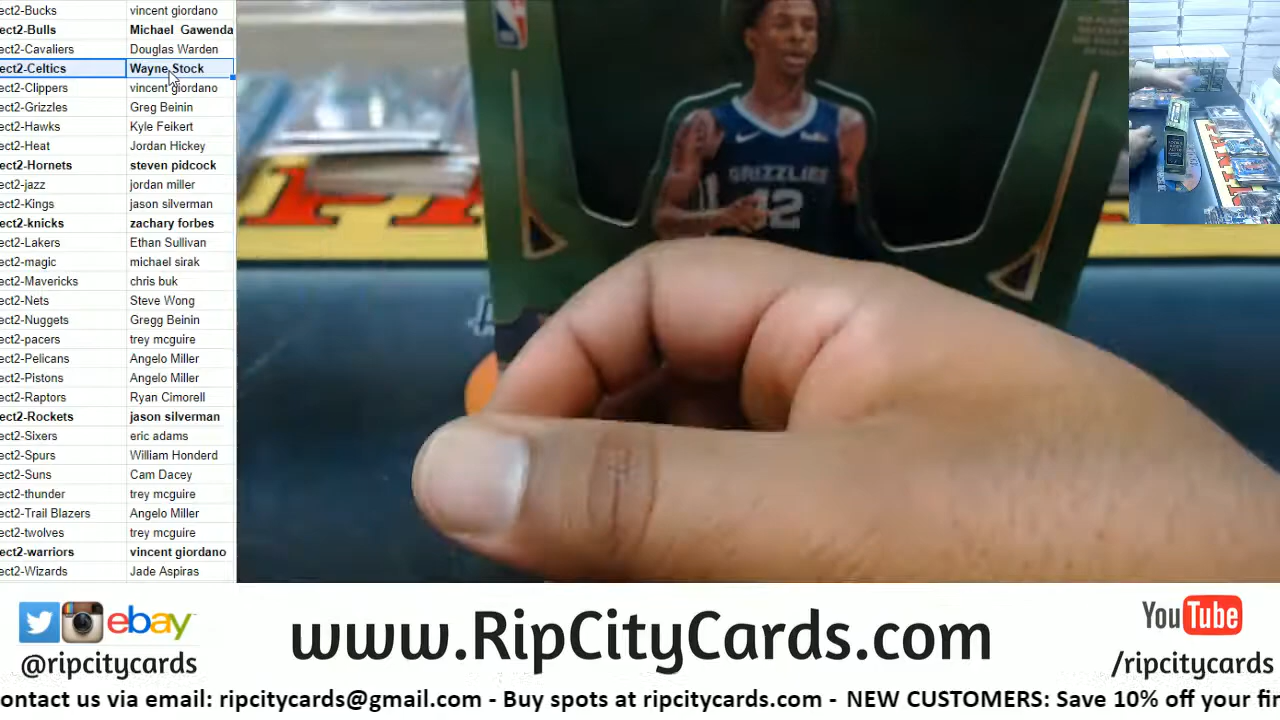 ect2-Bucks vincent giordano
ect2-Bulls Michael Gawenda
ect2-Cavaliers Douglas Warden
ect2-Celtics Wayne Stock
ect2-Clippers vincent giordano
ect2-Grizzles Greg Beinin
ect2-Hawks Kyle Feikert
ect2-Heat Jordan Hickey
ect2-Hornets steven pidcock
ect2-jazz jordan miller
ect2-Kings jason silverman
ect2-knicks zachary forbes
ect2-Lakers Ethan Sullivan
ect2-magic michael sirak
ect2-Mavericks chris buk
ect2-Nets Steve Wong
ect2-Nuggets Gregg Beinin
ect2-pacers trey mcguire
ect2-Pelicans Angelo Miller
ect2-Pistons Angelo Miller
ect2-Raptors Ryan Cimorell
ect2-Rockets jason silverman
ect2-Sixers eric adams
ect2-Spurs William Honderd
ect2-Suns Cam Dacey
ect2-thunder trey mcguire
ect2-Trail Blazers Angelo Miller
ect2-twolves trey mcguire
ect2-warriors vincent giordano
ect2-Wizards Jade Aspiras
GRIZZLIES
12
ebay
@ripcitycards
www.RipCityCards.com
YouTube
/ripcitycards
ontact us via email: ripcitycards@gmail.com - Buy spots at ripcitycards.com - NEW CUSTOMERS: Save 10% off your fi